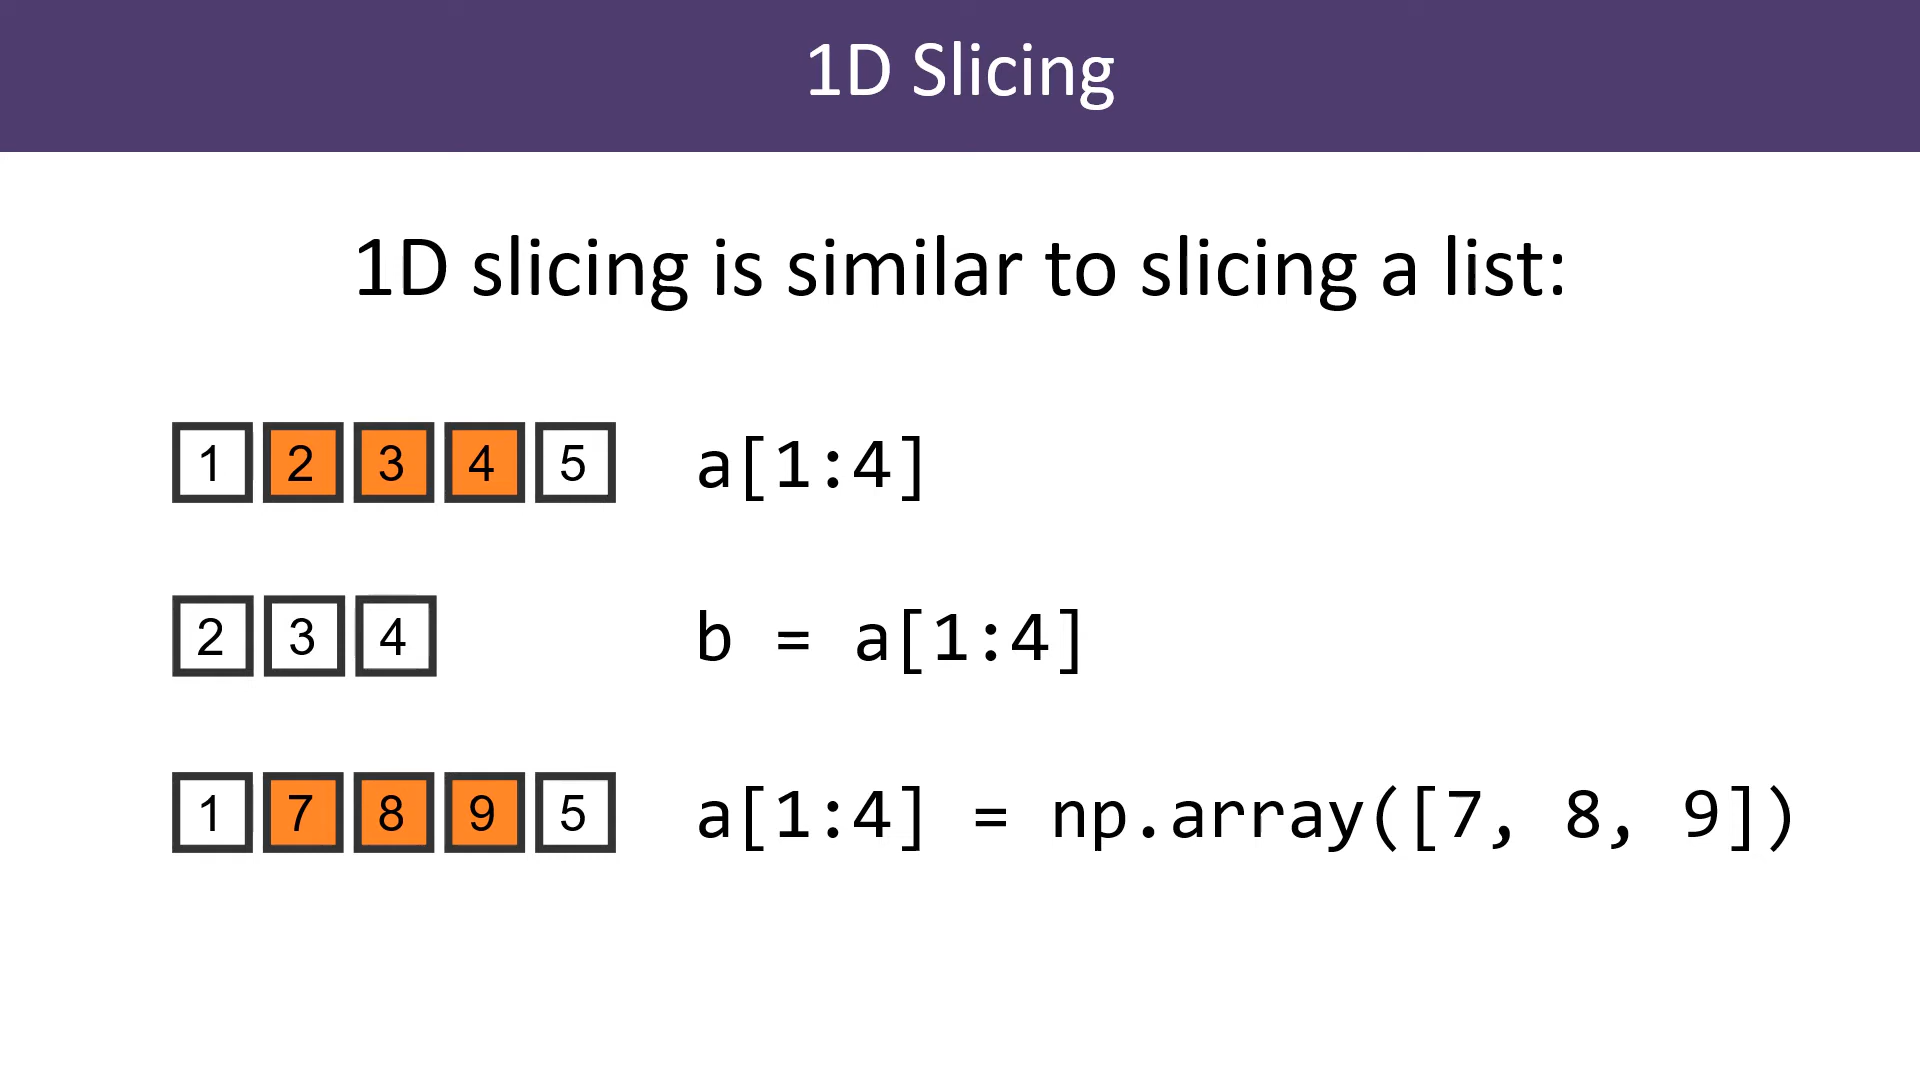 1D Slicing
1D slicing is similar to slicing a list:
1 2 3 4 5 a[1:4]
2 3 4 b = a[1:4]
1 7 8 9 5 a[1:4] = np.array([7, 8, 9])